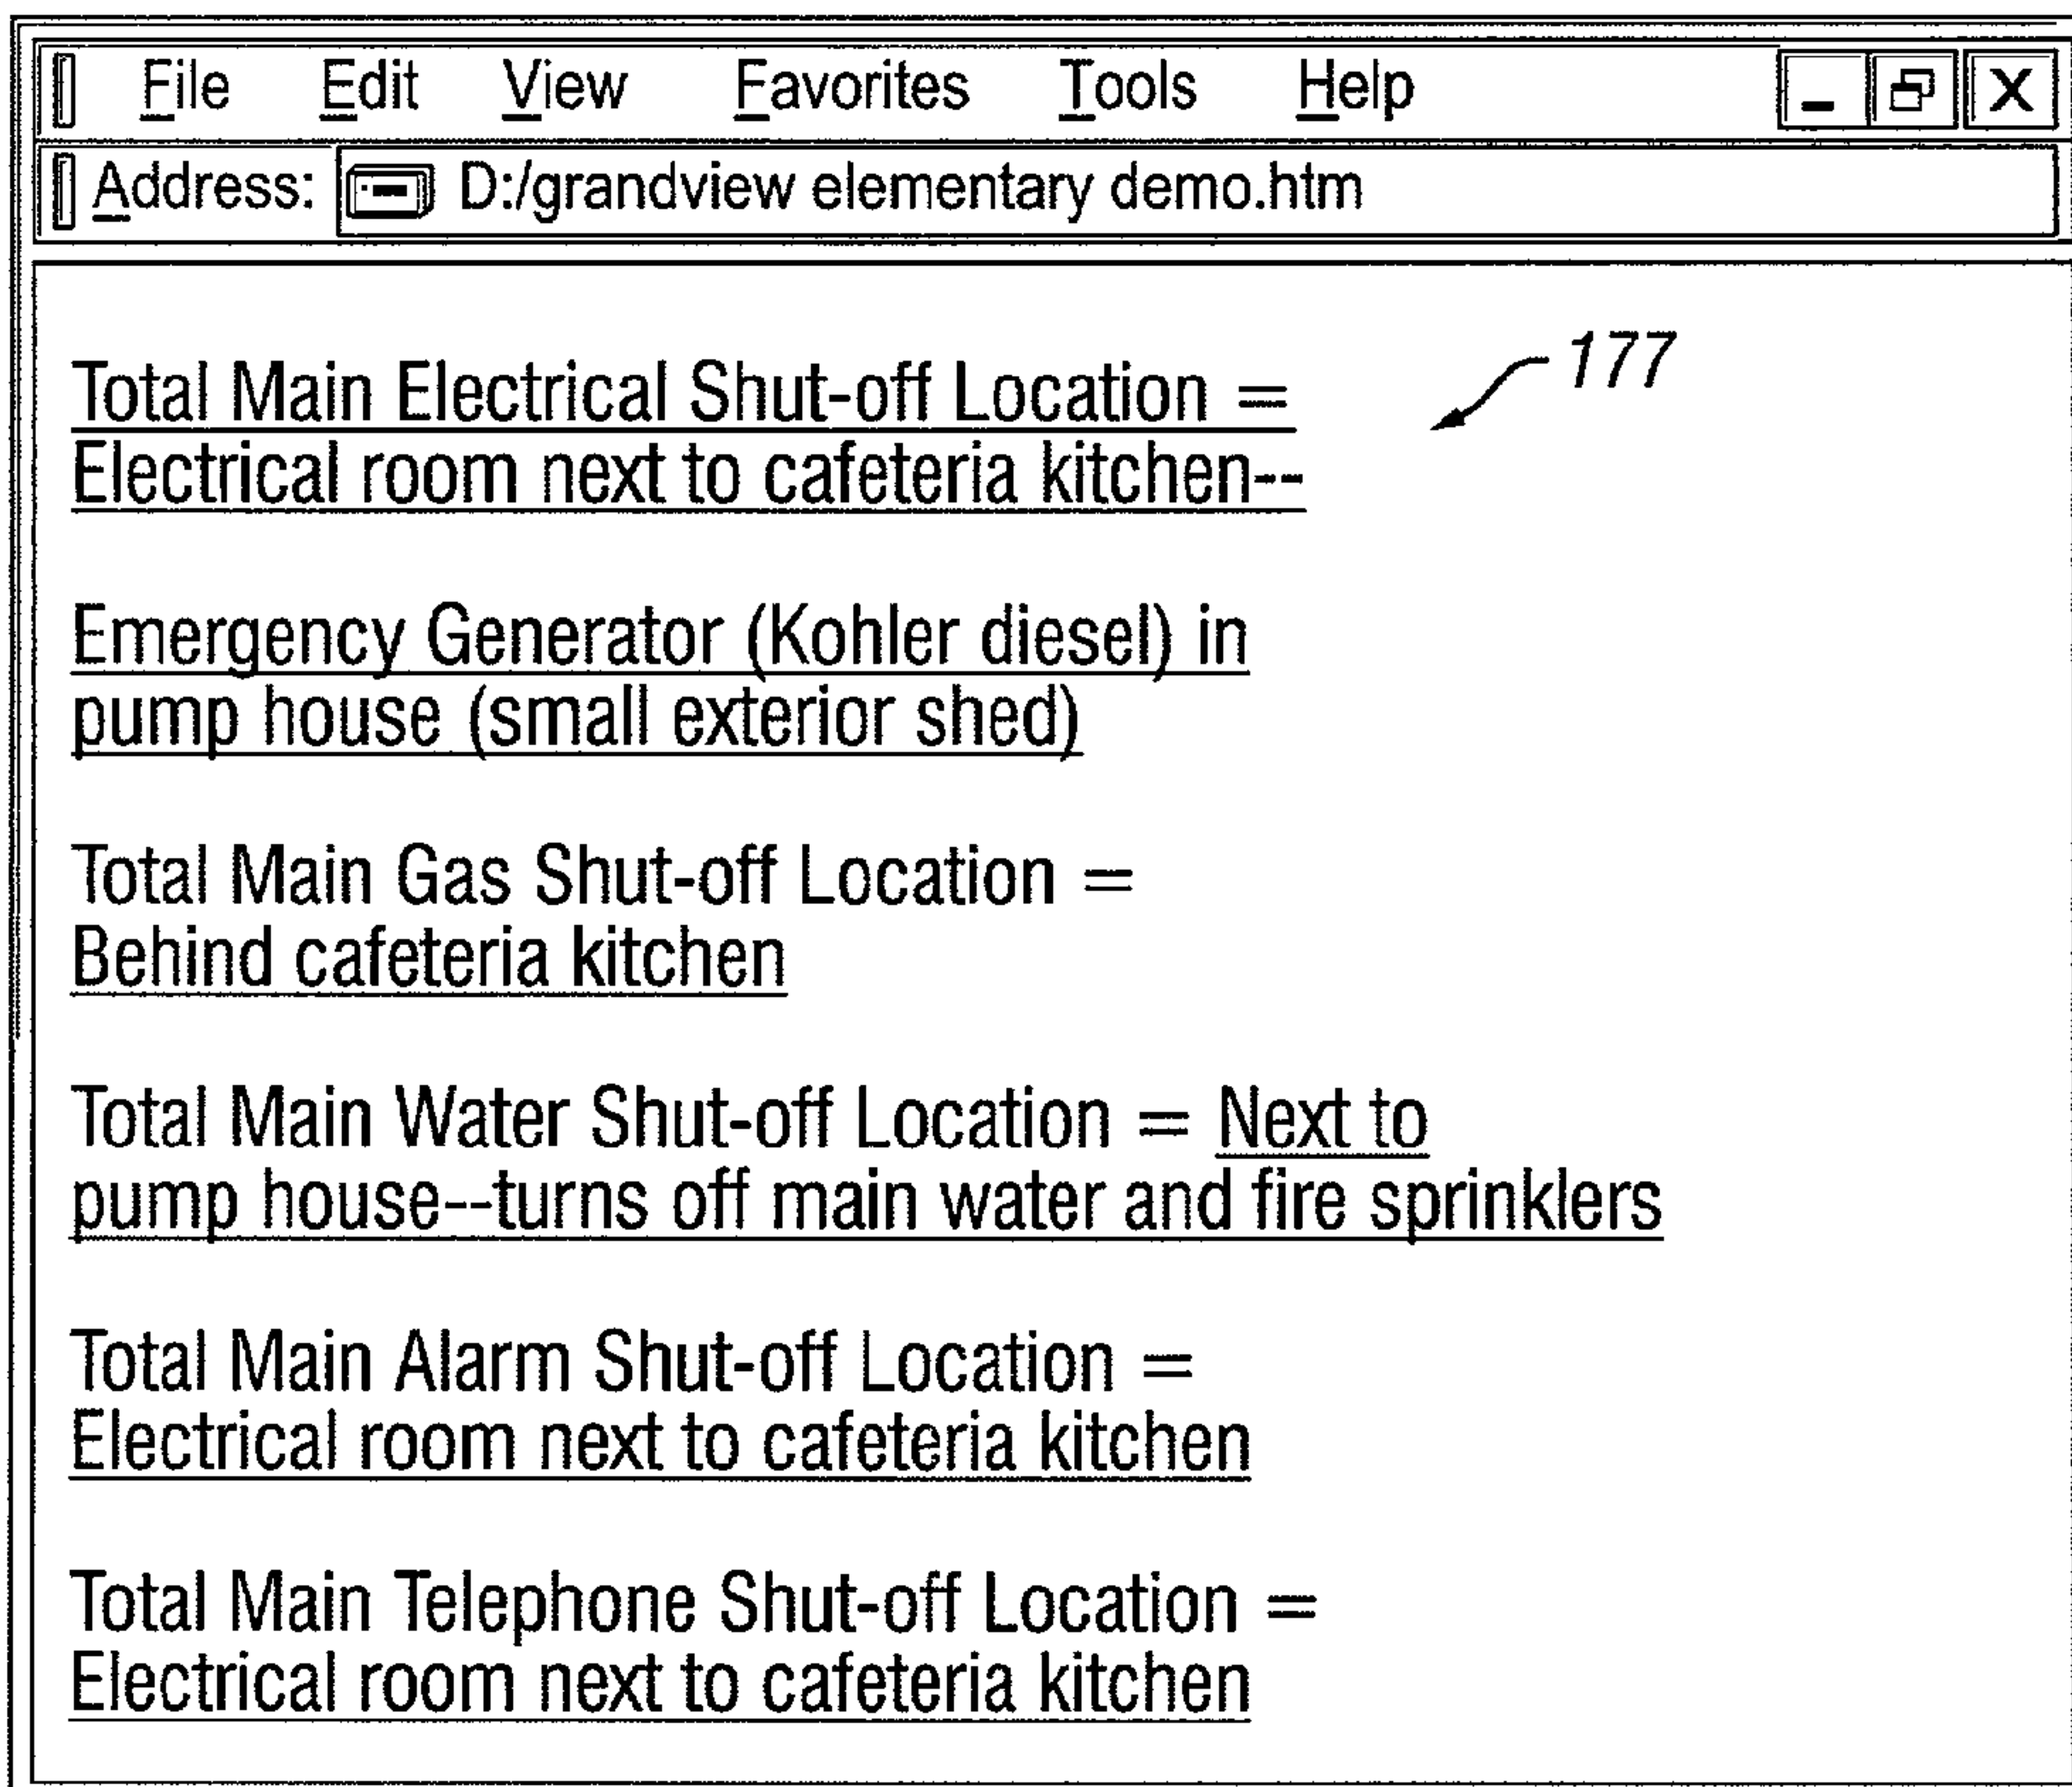 File Edit View Favorites Tools Help
Address: D:/grandview elementary demo.htm
177
Total Main Electrical Shut-off Location =
Electrical room next to cafeteria kitchen--
Emergency Generator (Kohler diesel) in
pump house (small exterior shed)
Total Main Gas Shut-off Location =
Behind cafeteria kitchen
Total Main Water Shut-off Location = Next to
pump house--turns off main water and fire sprinklers
Total Main Alarm Shut-off Location =
Electrical room next to cafeteria kitchen
Total Main Telephone Shut-off Location =
Electrical room next to cafeteria kitchen